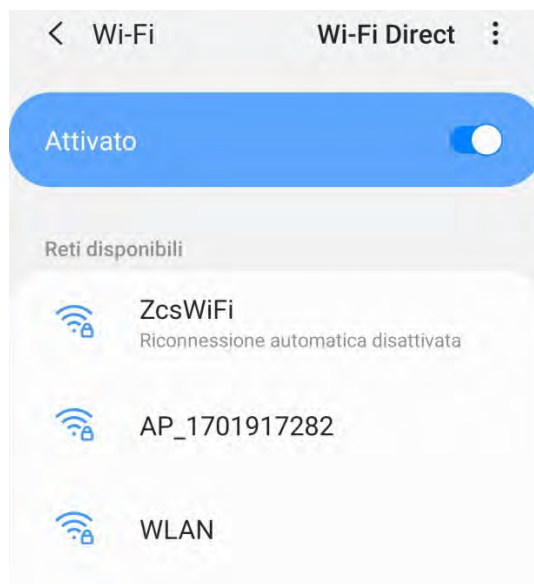 Wi-Fi Wi-Fi Direct
Attivato
Reti disponibili
ZcsWiFi
Riconnessione automatica disattivata
AP_1701917282
WLAN